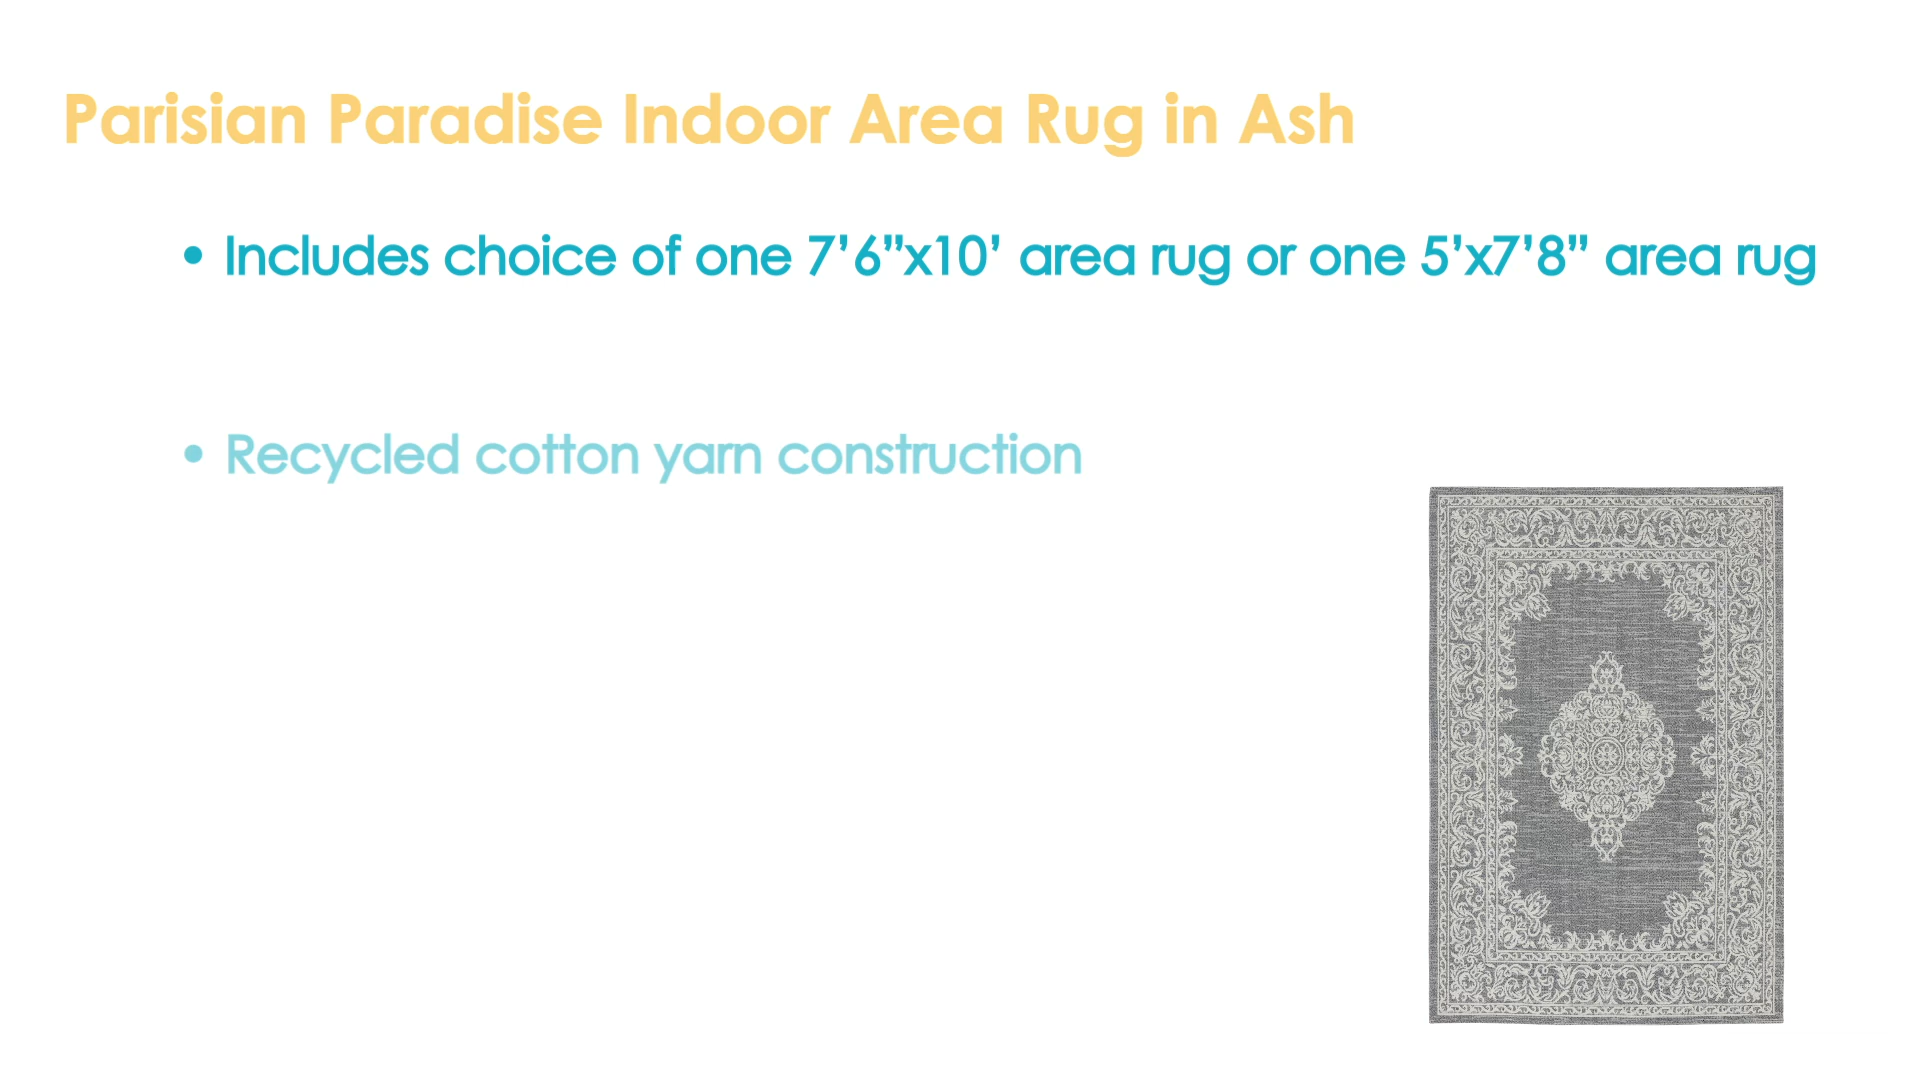 Parisian Paradise Indoor Area Rug in Ash
• Includes choice of one 7’6”x10’ area rug or one 5’x7’8” area rug
• Recycled cotton yarn construction